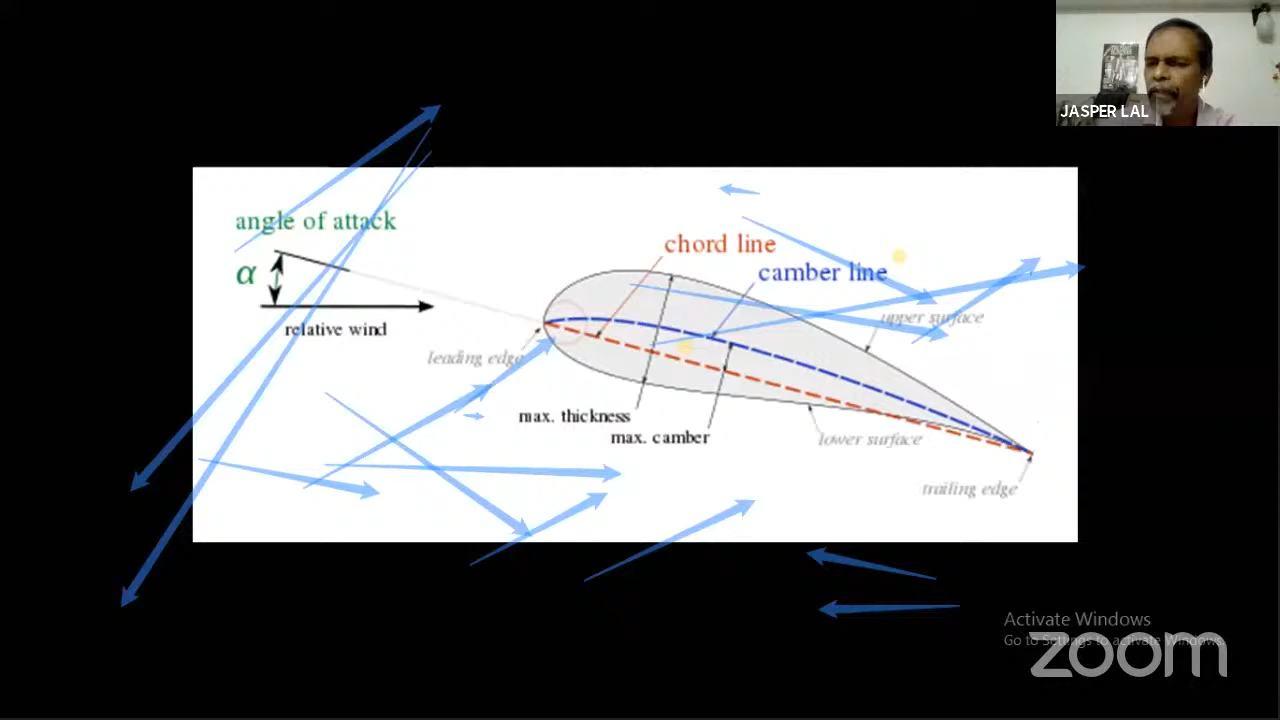 JASPER LAL
angle of attack
α
relative wind
chord line
camber line
upper surface
leading edge
max. thickness
max. camber
lower surface
trailing edge
Activate Windows
Go to Settings to activate Windows.
zoom